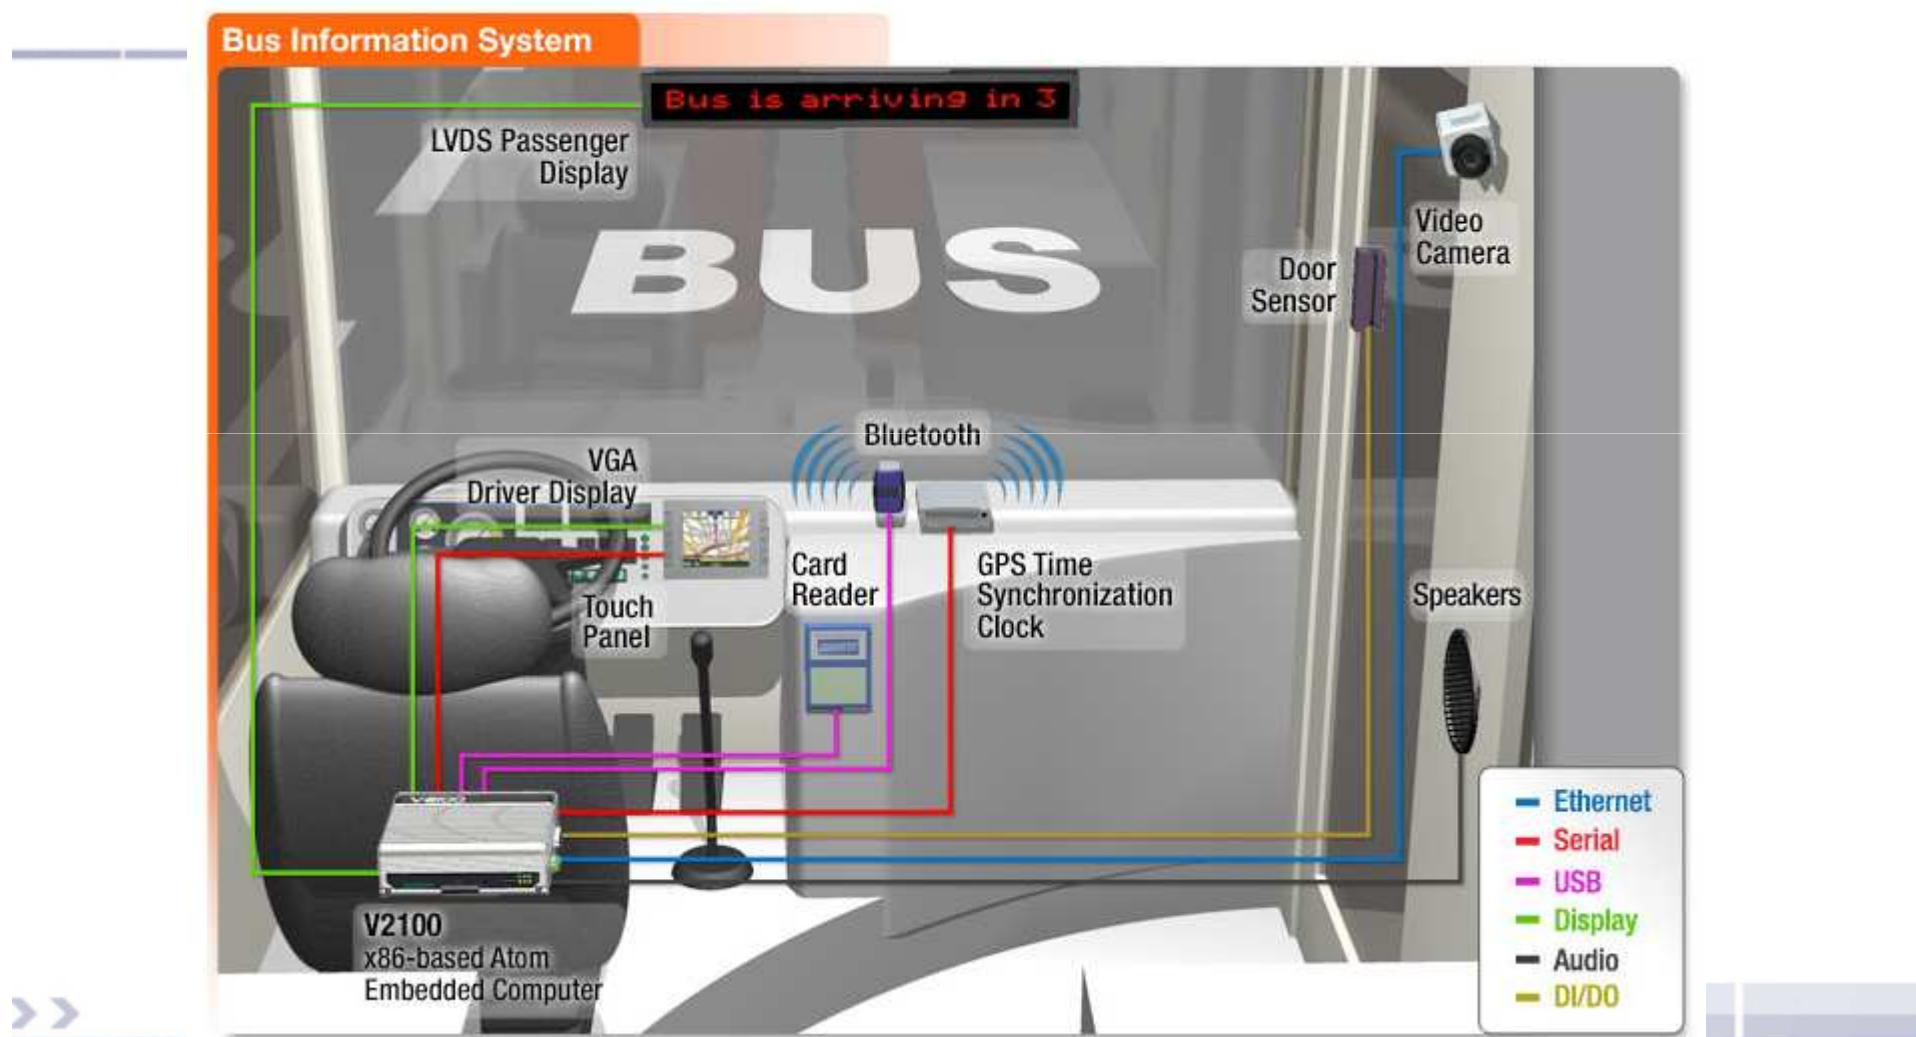 Bus Information System
Bus is arriving in 3
LVDS Passenger
Display
BUS
Video
Camera
Door
Sensor
Bluetooth
VGA
Driver Display
Card
Reader
GPS Time
Synchronization
Clock
Touch
Panel
Speakers
V2100
x86-based Atom
Embedded Computer
Ethernet
Serial
USB
Display
Audio
DI/DO